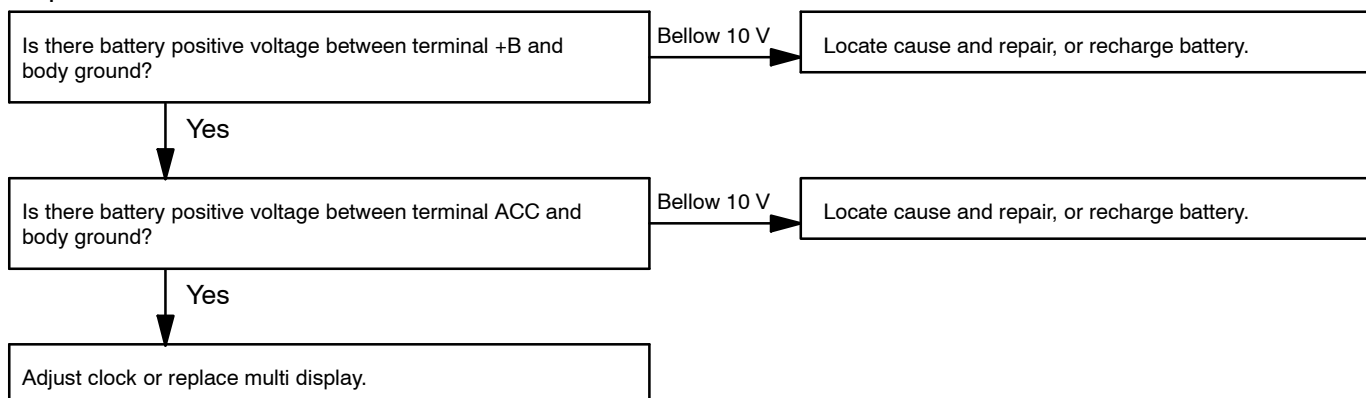 Is there battery positive voltage between terminal +B and
body ground?
Bellow 10 V
Locate cause and repair, or recharge battery.
Yes
Is there battery positive voltage between terminal ACC and
body ground?
Bellow 10 V
Locate cause and repair, or recharge battery.
Yes
Adjust clock or replace multi display.